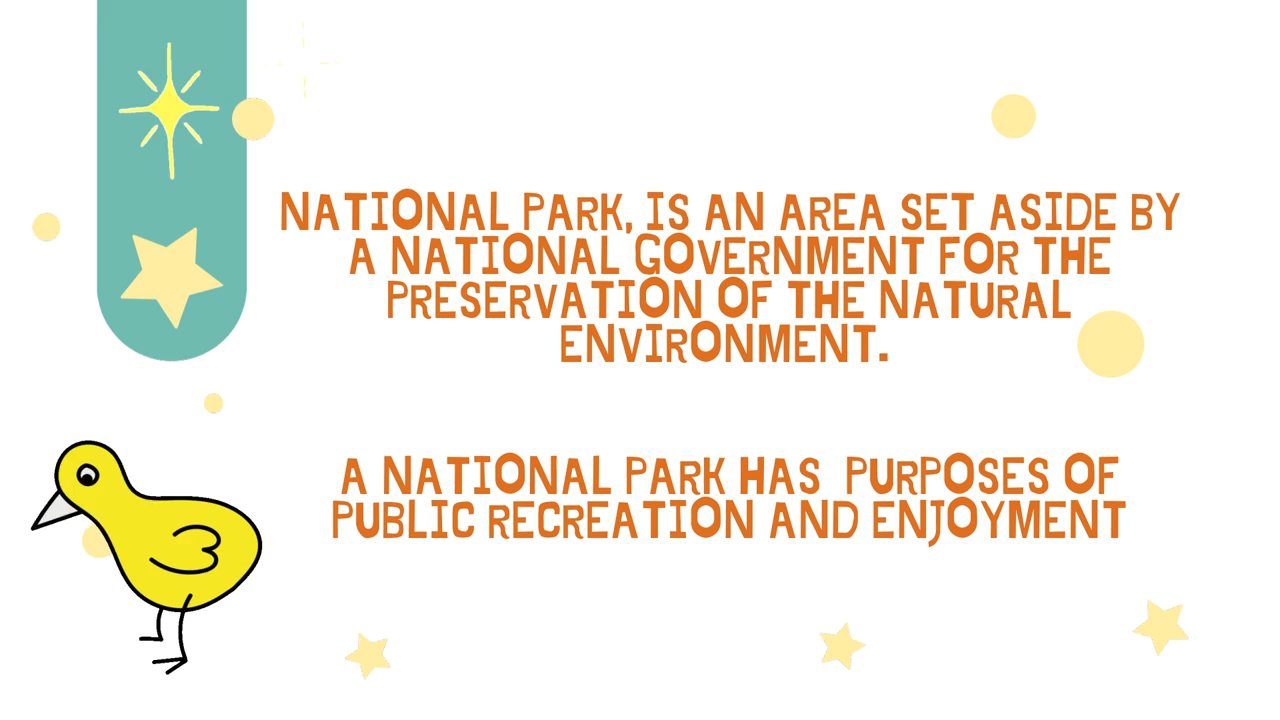 NATIONAL PARK, IS AN AREA SET ASIDE BY
A NATIONAL GOVERNMENT FOR THE
PRESERVATION OF THE NATURAL
ENVIRONMENT.
A NATIONAL PARK HAS PURPOSES OF
PUBLIC RECREATION AND ENJOYMENT